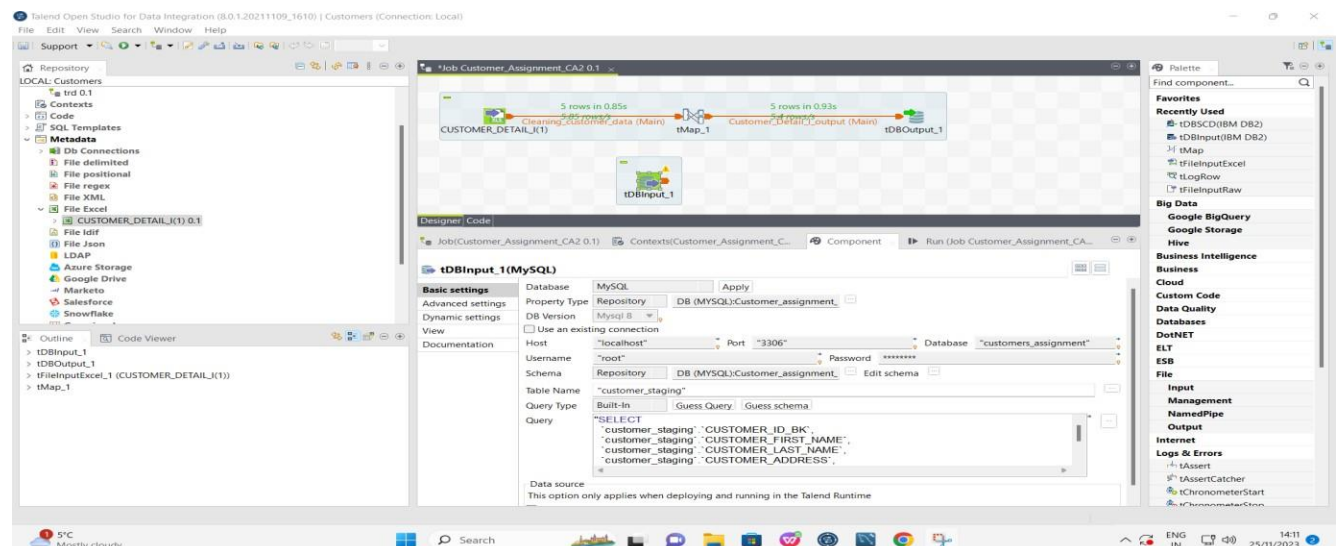 Talend Open Studio for Data Integration (8.0.1.20211109_1610) | Customers (Connection: Local)
File Edit View Search Window Help
Support
Repository
LOCAL: Customers
trd 0.1
Contexts
Code
SQL Templates
Metadata
Db Connections
File delimited
File positional
File regex
File XML
File Excel
CUSTOMER_DETAIL_I(1) 0.1
File ldif
File Json
LDAP
Azure Storage
Google Drive
Marketo
Salesforce
Snowflake
Outline Code Viewer
tDBInput_1
tDBOutput_1
tFileInputExcel_1 (CUSTOMER_DETAIL_I(1))
tMap_1
*Job Customer_Assignment_CA2 0.1
5 rows in 0.85s
5.85 rows/s
Cleaning_customer_data (Main)
5 rows in 0.93s
5.4 rows/s
Customer_Detail_I_output (Main)
CUSTOMER_DETAIL_I(1)
tMap_1
tDBOutput_1
tDBInput_1
Designer Code
Job(Customer_Assignment_CA2 0.1) Contexts(Customer_Assignment_C... Component Run (Job Customer_Assignment_CA...
tDBInput_1(MySQL)
Basic settings
Advanced settings
Dynamic settings
View
Documentation
Database MySQL Apply
Property Type Repository DB (MYSQL):Customer_assignment_
DB Version Mysql 8
Use an existing connection
Host "localhost" Port "3306" Database "customers_assignment"
Username "root" Password ********
Schema Repository DB (MYSQL):Customer_assignment_ Edit schema
Table Name "customer_staging"
Query Type Built-In Guess Query Guess schema
Query "SELECT
`customer_staging`.`CUSTOMER_ID_BK`,
`customer_staging`.`CUSTOMER_FIRST_NAME`,
`customer_staging`.`CUSTOMER_LAST_NAME`,
`customer_staging`.`CUSTOMER_ADDRESS`,
Data source
This option only applies when deploying and running in the Talend Runtime
Palette
Find component...
Favorites
Recently Used
tDBSCD(IBM DB2)
tDBInput(IBM DB2)
tMap
tFileInputExcel
tLogRow
tFileInputRaw
Big Data
Google BigQuery
Google Storage
Hive
Business Intelligence
Business
Cloud
Custom Code
Data Quality
Databases
DotNET
ELT
ESB
File
Input
Management
NamedPipe
Output
Internet
Logs & Errors
tAssert
tAssertCatcher
tChronometerStart
tChronometerStop
1
5°C
Mostly cloudy
Search
ENG
IN
14:11
25/11/2023
2